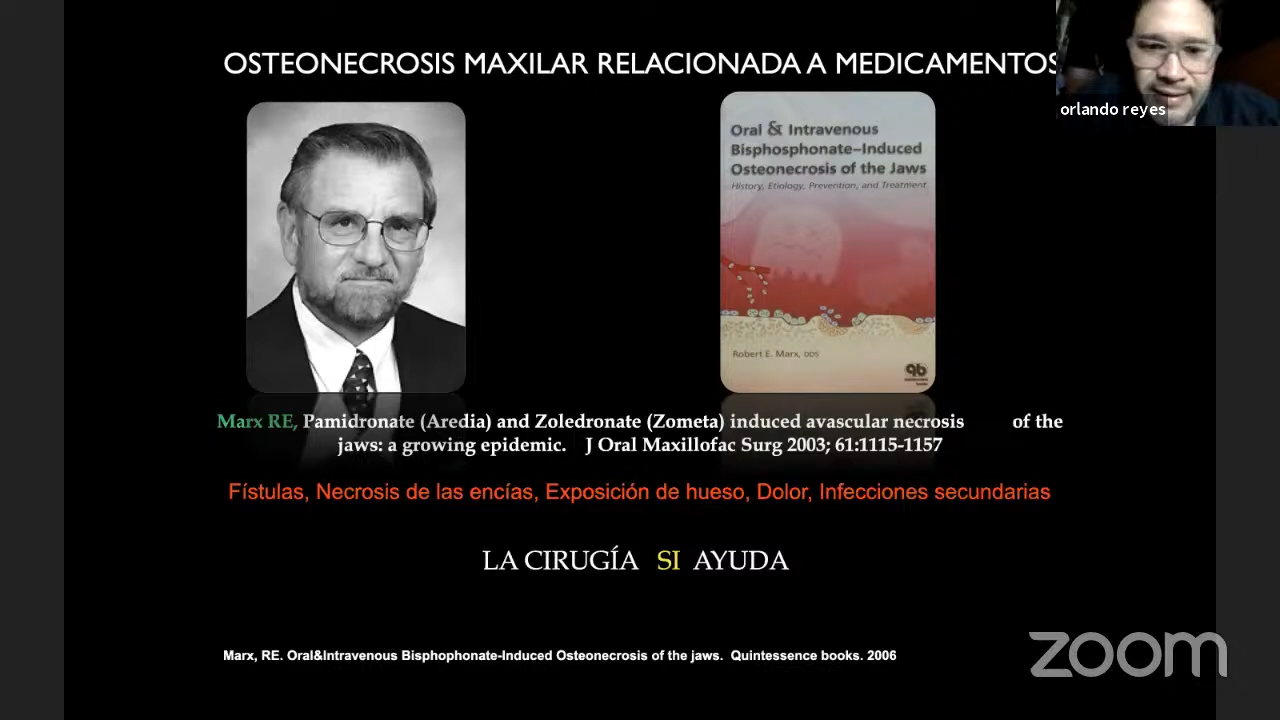 OSTEONECROSIS MAXILAR RELACIONADA A MEDICAMENTOS
orlando reyes
Oral & Intravenous
Bisphosphonate–Induced
Osteonecrosis of the Jaws
History, Etiology, Prevention, and Treatment
Robert E. Marx, DDS
qb
Marx RE, Pamidronate (Aredia) and Zoledronate (Zometa) induced avascular necrosis of the
jaws: a growing epidemic. J Oral Maxillofac Surg 2003; 61:1115-1157
Fístulas, Necrosis de las encías, Exposición de hueso, Dolor, Infecciones secundarias
LA CIRUGÍA SI AYUDA
Marx, RE. Oral&Intravenous Bisphophonate-Induced Osteonecrosis of the jaws. Quintessence books. 2006
zoom